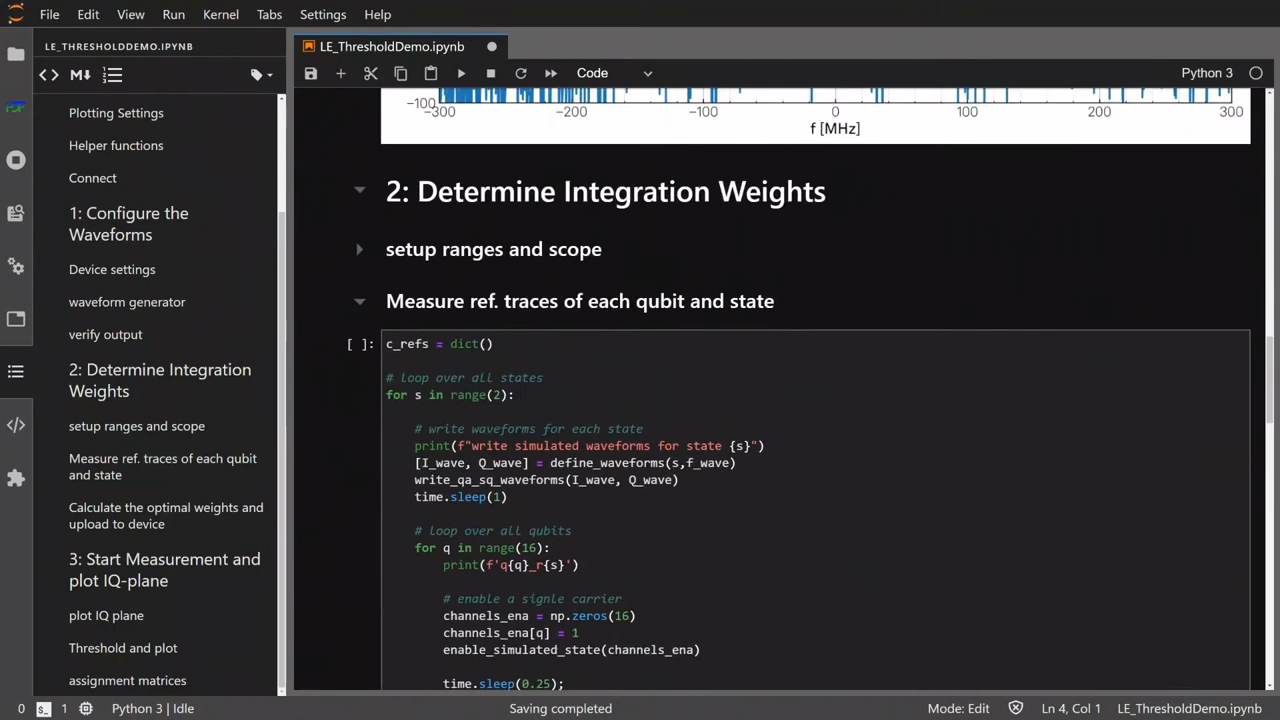 File Edit View Run Kernel Tabs Settings Help
LE_THRESHOLDDEMO.IPYNB
Plotting Settings
Helper functions
Connect
1: Configure the
Waveforms
Device settings
waveform generator
verify output
2: Determine Integration
Weights
setup ranges and scope
Measure ref. traces of each qubit
and state
Calculate the optimal weights and
upload to device
3: Start Measurement and
plot IQ-plane
plot IQ plane
Threshold and plot
assignment matrices
LE_ThresholdDemo.ipynb
Code
Python 3
-100
-300 -200 -100 0 100 200 300
f [MHz]
2: Determine Integration Weights
setup ranges and scope
Measure ref. traces of each qubit and state
[ ]: c_refs = dict()
# loop over all states
for s in range(2):
# write waveforms for each state
print(f"write simulated waveforms for state {s}")
[I_wave, Q_wave] = define_waveforms(s,f_wave)
write_qa_sq_waveforms(I_wave, Q_wave)
time.sleep(1)
# loop over all qubits
for q in range(16):
print(f'q{q}_r{s}')
# enable a signle carrier
channels_ena = np.zeros(16)
channels_ena[q] = 1
enable_simulated_state(channels_ena)
time.sleep(0.25);
0 1 Python 3 | Idle Saving completed Mode: Edit Ln 4, Col 1 LE_ThresholdDemo.ipynb